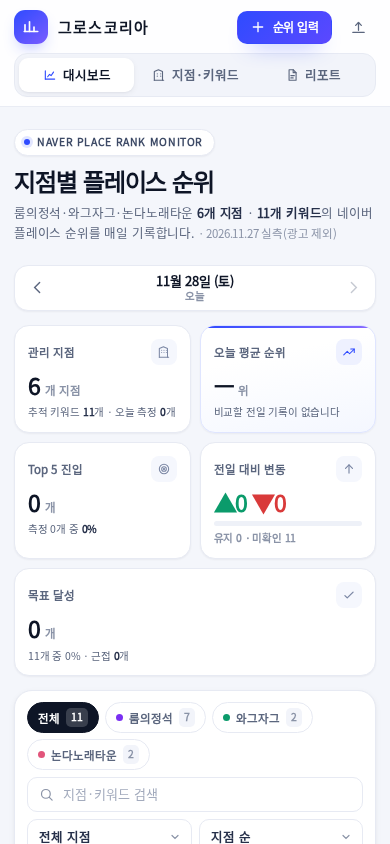 그로스코리아
순위 입력
대시보드
지점·키워드
리포트
NAVER PLACE RANK MONITOR
지점별 플레이스 순위
룸의정석·와그자그·논다노래타운 6개 지점 · 11개 키워드의 네이버
플레이스 순위를 매일 기록합니다. · 2026.11.27 실측(광고 제외)
11월 28일 (토)
오늘
관리 지점
6 개 지점
추적 키워드 11개 · 오늘 측정 0개
오늘 평균 순위
— 위
비교할 전일 기록이 없습니다
Top 5 진입
0 개
측정 0개 중 0%
전일 대비 변동
▲0 ▼0
유지 0 · 미확인 11
목표 달성
0 개
11개 중 0% · 근접 0개
전체 11
룸의정석 7
와그자그 2
논다노래타운 2
지점·키워드 검색
전체 지점
지점 순